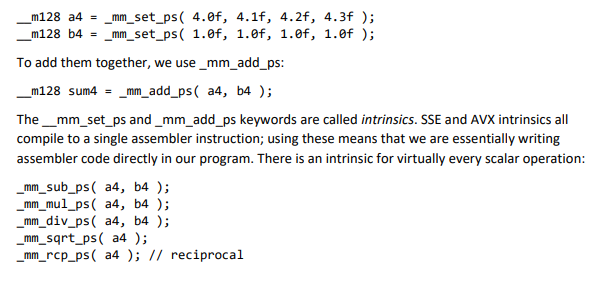 __m128 a4 = _mm_set_ps( 4.0f, 4.1f, 4.2f, 4.3f );
__m128 b4 = _mm_set_ps( 1.0f, 1.0f, 1.0f, 1.0f );
To add them together, we use _mm_add_ps:
__m128 sum4 = _mm_add_ps( a4, b4 );
The __mm_set_ps and _mm_add_ps keywords are called intrinsics. SSE and AVX intrinsics all
compile to a single assembler instruction; using these means that we are essentially writing
assembler code directly in our program. There is an intrinsic for virtually every scalar operation:
_mm_sub_ps( a4, b4 );
_mm_mul_ps( a4, b4 );
_mm_div_ps( a4, b4 );
_mm_sqrt_ps( a4 );
_mm_rcp_ps( a4 ); // reciprocal